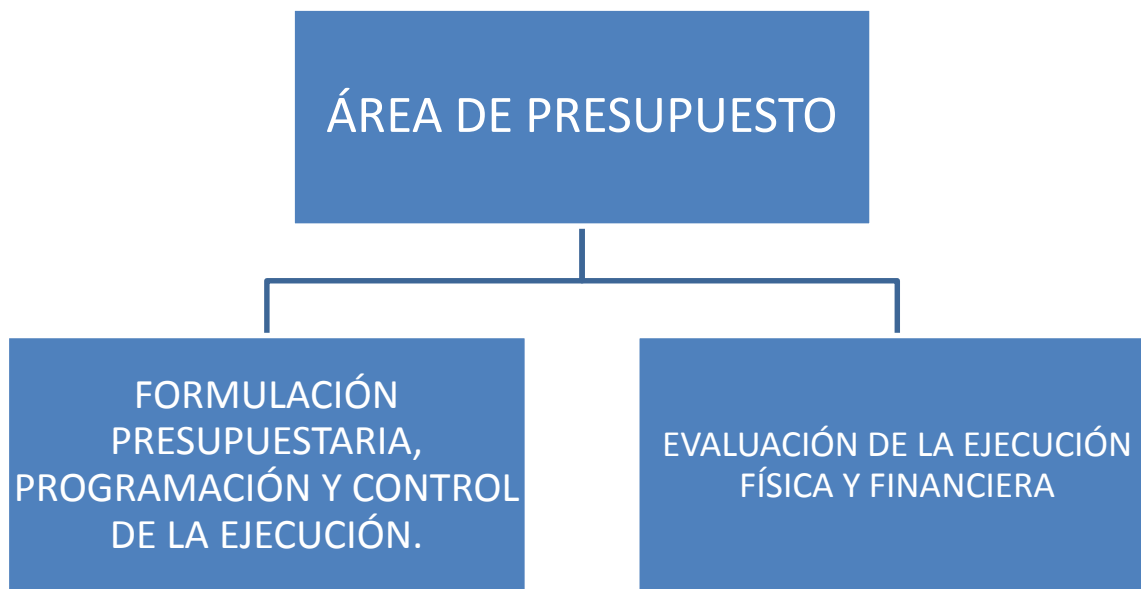 ÁREA DE PRESUPUESTO
FORMULACIÓN
PRESUPUESTARIA,
PROGRAMACIÓN Y CONTROL
DE LA EJECUCIÓN.
EVALUACIÓN DE LA EJECUCIÓN
FÍSICA Y FINANCIERA